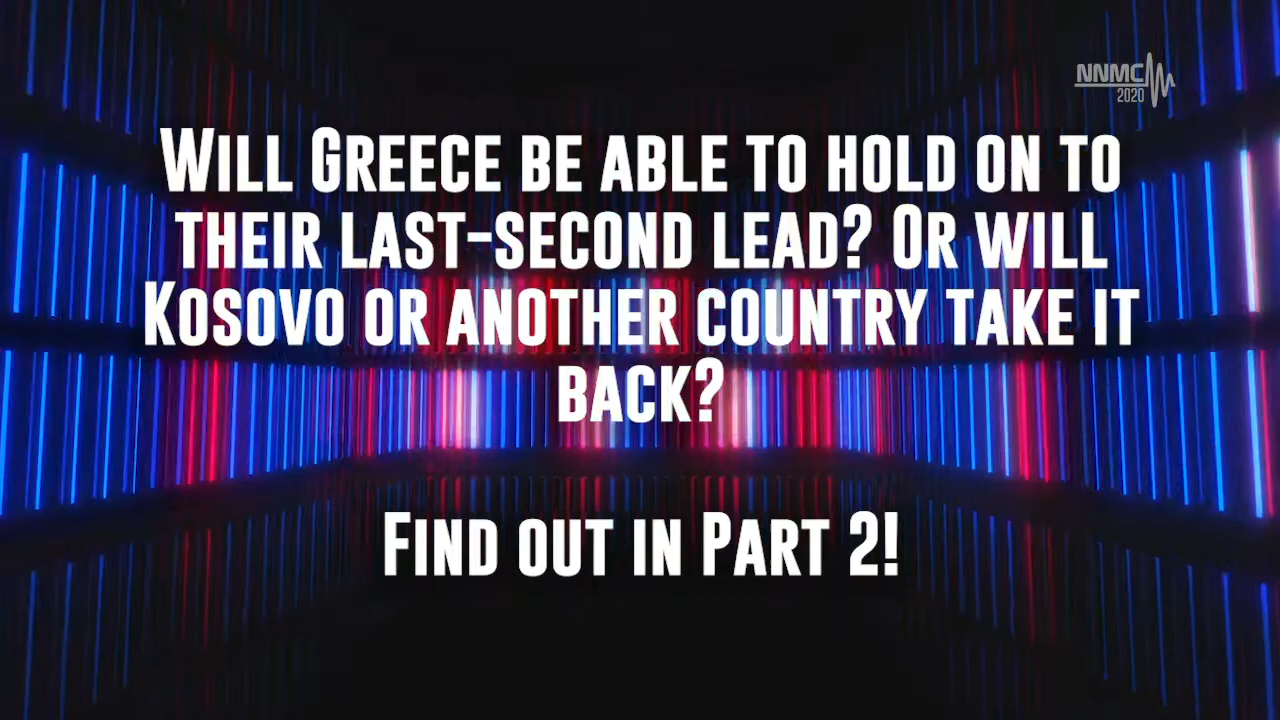 NNMC
2020
Will Greece be able to hold on to
their last-second lead? Or will
Kosovo or another country take it
back?
Find out in Part 2!